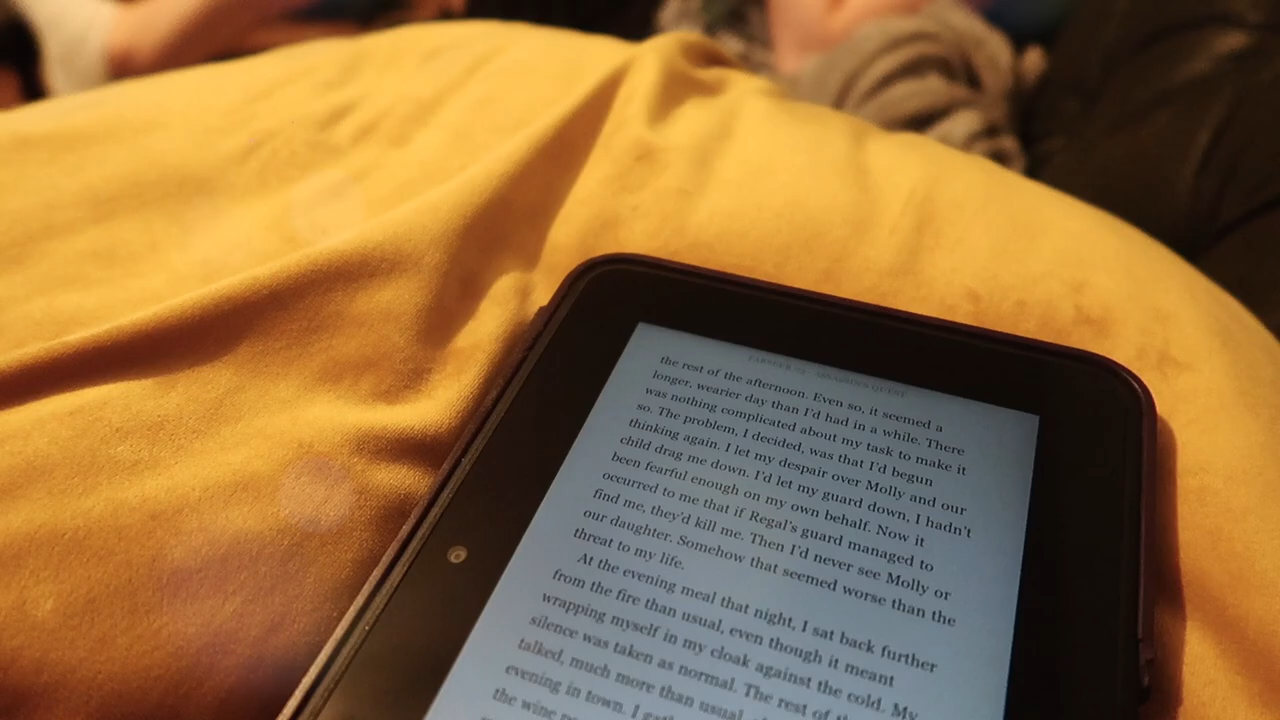 FARSEER 03 - ASSASSIN'S QUEST
the rest of the afternoon. Even so, it seemed a
longer, wearier day than I'd had in a while. There
was nothing complicated about my task to make it
so. The problem, I decided, was that I'd begun
thinking again. I let my despair over Molly and our
child drag me down. I'd let my guard down, I hadn't
been fearful enough on my own behalf. Now it
occurred to me that if Regal's guard managed to
find me, they'd kill me. Then I'd never see Molly or
our daughter. Somehow that seemed worse than the
threat to my life.
At the evening meal that night, I sat back further
from the fire than usual, even though it meant
wrapping myself in my cloak against the cold. My
silence was taken as normal. The rest of
talked, much more than usual,
evening in town. I
the wine